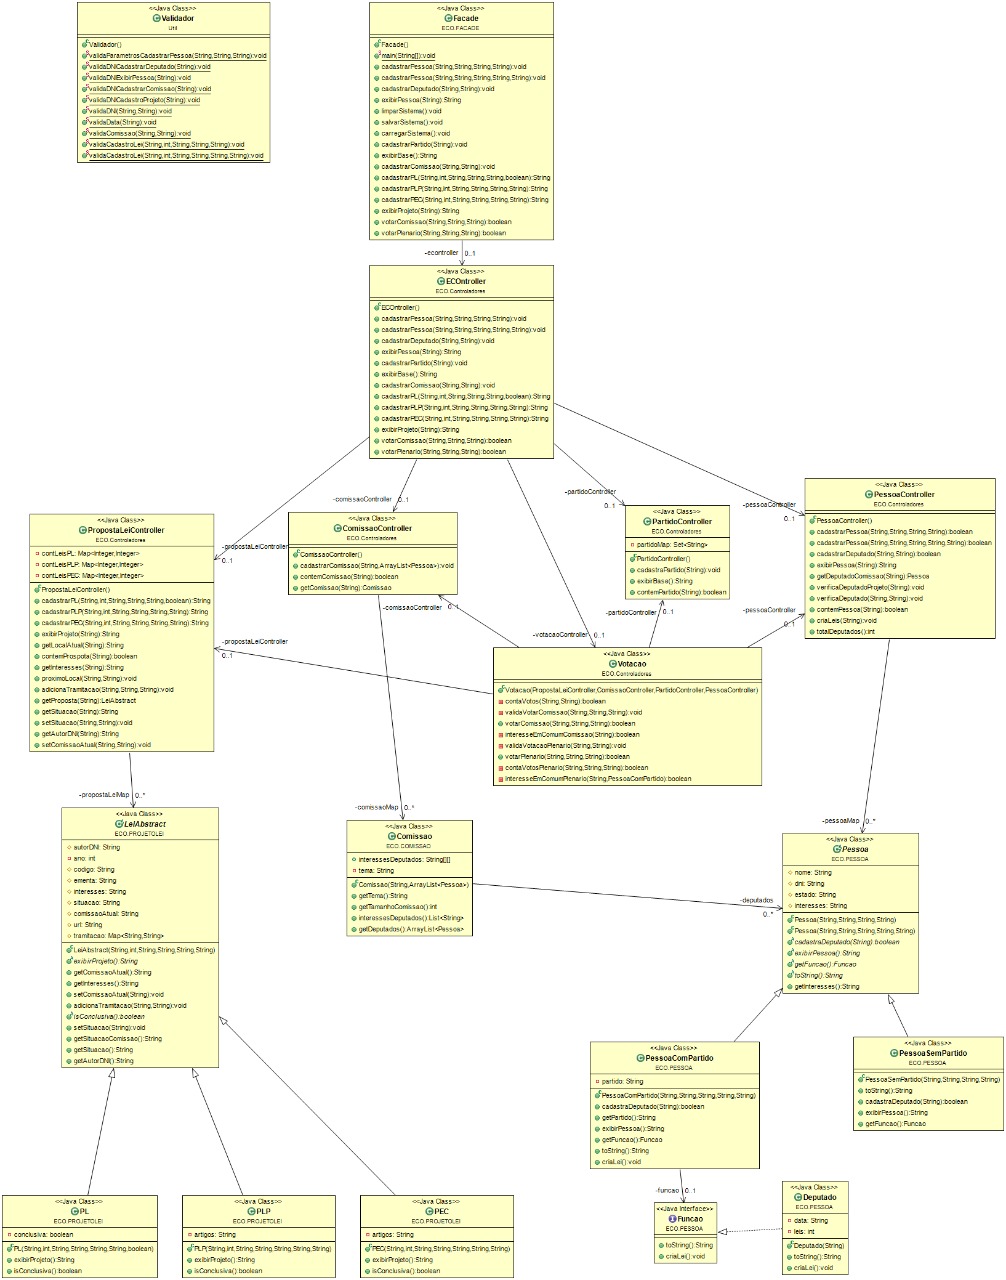 <<Java Class>>
Validador
Util
Validador()
validaParametrosCadastrarPessoa(String,String,String):void
validaDNICadastrarDeputado(String):void
validaDNIExibirPessoa(String):void
validaDNICadastrarComissao(String):void
validaDNICadastroProjeto(String):void
validaDNI(String,String):void
validaData(String):void
validaComissao(String,String):void
validaCadastroLei(String,int,String,String,String):void
validaCadastroLei(String,int,String,String,String,String):void
<<Java Class>>
Facade
ECO.FACADE
Facade()
main(String[]):void
cadastrarPessoa(String,String,String,String):void
cadastrarPessoa(String,String,String,String,String):void
cadastrarDeputado(String,String):void
exibirPessoa(String):String
limparSistema():void
salvarSistema():void
carregarSistema():void
cadastrarPartido(String):void
exibirBase():String
cadastrarComissao(String,String):void
cadastrarPL(String,int,String,String,String,boolean):String
cadastrarPLP(String,int,String,String,String,String):String
cadastrarPEC(String,int,String,String,String,String):String
exibirProjeto(String):String
votarComissao(String,String,String):boolean
votarPlenario(String,String,String):boolean
-econtroller
0..1
<<Java Class>>
ECOntroller
ECO.Controladores
ECOntroller()
cadastrarPessoa(String,String,String,String):void
cadastrarPessoa(String,String,String,String,String):void
cadastrarDeputado(String,String):void
exibirPessoa(String):String
cadastrarPartido(String):void
exibirBase():String
cadastrarComissao(String,String):void
cadastrarPL(String,int,String,String,String,boolean):String
cadastrarPLP(String,int,String,String,String,String):String
cadastrarPEC(String,int,String,String,String,String):String
exibirProjeto(String):String
votarComissao(String,String,String):boolean
votarPlenario(String,String,String):boolean
-propostaLeiController
0..1
-comissaoController
0..1
-votacaoController
0..1
-partidoController
0..1
-pessoaController
0..1
<<Java Class>>
PropostaLeiController
ECO.Controladores
contLeisPL: Map<Integer,Integer>
contLeisPLP: Map<Integer,Integer>
contLeisPEC: Map<Integer,Integer>
PropostaLeiController()
cadastrarPL(String,int,String,String,String,boolean):String
cadastrarPLP(String,int,String,String,String,String):String
cadastrarPEC(String,int,String,String,String,String):String
exibirProjeto(String):String
getLocalAtual(String):String
contemProspota(String):boolean
getInteresses(String):String
proximoLocal(String,String):void
adicionaTramitacao(String,String,String):void
getProposta(String):LeiAbstract
getSituacao(String):String
setSituacao(String,String):void
getAutorDNI(String):String
setComissaoAtual(String,String):void
<<Java Class>>
ComissaoController
ECO.Controladores
ComissaoController()
cadastrarComissao(String,ArrayList<Pessoa>):void
contemComissao(String):boolean
getComissao(String):Comissao
<<Java Class>>
PartidoController
ECO.Controladores
partidoMap: Set<String>
PartidoController()
cadastraPartido(String):void
exibirBase():String
contemPartido(String):boolean
<<Java Class>>
PessoaController
ECO.Controladores
PessoaController()
cadastrarPessoa(String,String,String,String):boolean
cadastrarPessoa(String,String,String,String,String):boolean
cadastrarDeputado(String,String):boolean
exibirPessoa(String):String
getDeputadoComissao(String):Pessoa
verificaDeputadoProjeto(String):void
verificaDeputado(String,String):void
contemPessoa(String):boolean
criaLeis(String):void
totalDeputados():int
-propostaLeiController
0..1
-comissaoController
0..1
-partidoController
0..1
-pessoaController
0..1
<<Java Class>>
Votacao
ECO.Controladores
Votacao(PropostaLeiController,ComissaoController,PartidoController,PessoaController)
contaVotos(String,String):boolean
validaVotarComissao(String,String):void
votarComissao(String,String,String):boolean
interesseEmComumComissao(String):boolean
validaVotacaoPlenario(String,String):void
votarPlenario(String,String,String):boolean
contaVotosPlenario(String,String,String):boolean
interesseEmComumPlenario(String,PessoaComPartido):boolean
-propostaLeiMap
0..*
-comissaoMap
0..*
-pessoaMap
0..*
<<Java Class>>
LeiAbstract
ECO.PROJETOLEI
autorDNI: String
ano: int
codigo: String
ementa: String
interesses: String
situacao: String
comissaoAtual: String
url: String
tramitacao: Map<String,String>
LeiAbstract(String,int,String,String,String,String)
exibirProjeto():String
getComissaoAtual():String
getInteresses():String
setComissaoAtual(String):void
adicionaTramitacao(String,String):void
isConclusiva():boolean
setSituacao(String):void
getSituacaoComissao():String
getSituacao():String
getAutorDNI():String
<<Java Class>>
Comissao
ECO.COMISSAO
interessesDeputados: String[][]
tema: String
Comissao(String,ArrayList<Pessoa>)
getTema():String
getTamanhoComissao():int
interessesDeputados():List<String>
getDeputados():ArrayList<Pessoa>
-deputados
0..*
<<Java Class>>
Pessoa
ECO.PESSOA
nome: String
dni: String
estado: String
interesses: String
Pessoa(String,String,String,String)
Pessoa(String,String,String,String,String)
cadastraDeputado(String):boolean
exibirPessoa():String
getFuncao():Funcao
toString():String
getInteresses():String
<<Java Class>>
PessoaComPartido
ECO.PESSOA
partido: String
PessoaComPartido(String,String,String,String,String)
cadastraDeputado(String):boolean
getPartido():String
exibirPessoa():String
getFuncao():Funcao
toString():String
criaLei():void
<<Java Class>>
PessoaSemPartido
ECO.PESSOA
PessoaSemPartido(String,String,String,String)
toString():String
cadastraDeputado(String):boolean
exibirPessoa():String
getFuncao():Funcao
-funcao
0..1
<<Java Class>>
PL
ECO.PROJETOLEI
conclusiva: boolean
PL(String,int,String,String,String,String,boolean)
exibirProjeto():String
isConclusiva():boolean
<<Java Class>>
PLP
ECO.PROJETOLEI
artigos: String
PLP(String,int,String,String,String,String,String)
exibirProjeto():String
isConclusiva():boolean
<<Java Class>>
PEC
ECO.PROJETOLEI
artigos: String
PEC(String,int,String,String,String,String,String)
exibirProjeto():String
isConclusiva():boolean
<<Java Interface>>
Funcao
ECO.PESSOA
toString():String
criaLei():void
<<Java Class>>
Deputado
ECO.PESSOA
data: String
leis: int
Deputado(String)
toString():String
criaLei():void